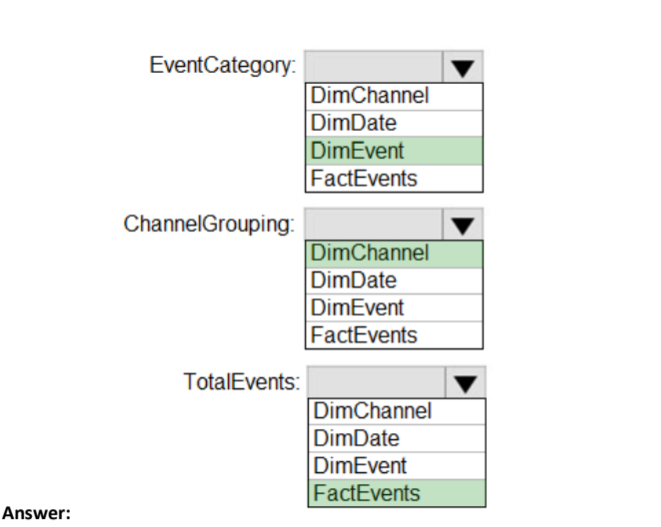 EventCategory:
DimChannel
DimDate
DimEvent
FactEvents
ChannelGrouping:
DimChannel
DimDate
DimEvent
FactEvents
TotalEvents:
DimChannel
DimDate
DimEvent
FactEvents
Answer: